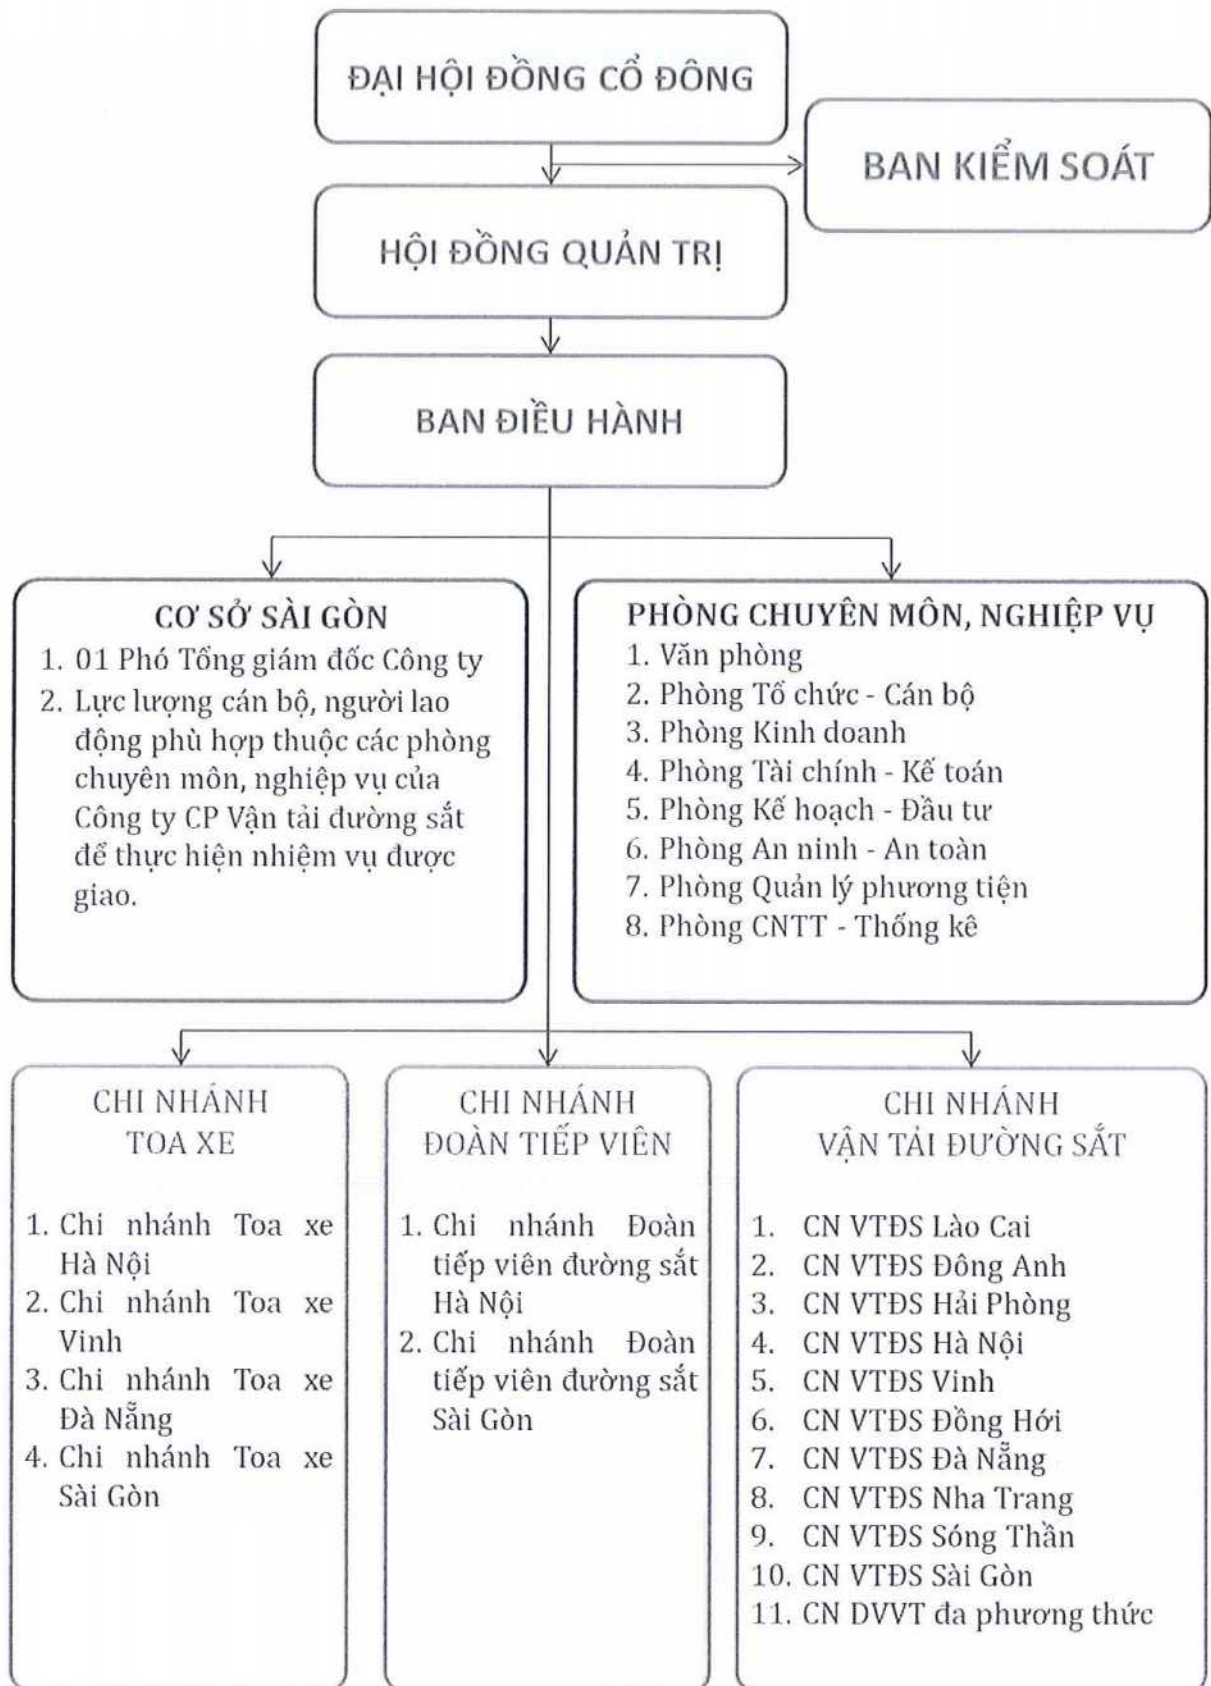 ĐẠI HỘI ĐỒNG CỔ ĐÔNG
BAN KIỂM SOÁT
HỘI ĐỒNG QUẢN TRỊ
BAN ĐIỀU HÀNH
CƠ SỞ SÀI GÒN
1. 01 Phó Tổng giám đốc Công ty
2. Lực lượng cán bộ, người lao
động phù hợp thuộc các phòng
chuyên môn, nghiệp vụ của
Công ty CP Vận tải đường sắt
để thực hiện nhiệm vụ được
giao.
PHÒNG CHUYÊN MÔN, NGHIỆP VỤ
1. Văn phòng
2. Phòng Tổ chức - Cán bộ
3. Phòng Kinh doanh
4. Phòng Tài chính - Kế toán
5. Phòng Kế hoạch - Đầu tư
6. Phòng An ninh - An toàn
7. Phòng Quản lý phương tiện
8. Phòng CNTT - Thống kê
CHI NHÁNH
TOA XE
1. Chi nhánh Toa xe
Hà Nội
2. Chi nhánh Toa xe
Vinh
3. Chi nhánh Toa xe
Đà Nẵng
4. Chi nhánh Toa xe
Sài Gòn
CHI NHÁNH
ĐOÀN TIẾP VIÊN
1. Chi nhánh Đoàn
tiếp viên đường sắt
Hà Nội
2. Chi nhánh Đoàn
tiếp viên đường sắt
Sài Gòn
CHI NHÁNH
VẬN TẢI ĐƯỜNG SẮT
1. CN VTĐS Lào Cai
2. CN VTĐS Đông Anh
3. CN VTĐS Hải Phòng
4. CN VTĐS Hà Nội
5. CN VTĐS Vinh
6. CN VTĐS Đồng Hới
7. CN VTĐS Đà Nẵng
8. CN VTĐS Nha Trang
9. CN VTĐS Sóng Thần
10. CN VTĐS Sài Gòn
11. CN DVVT đa phương thức